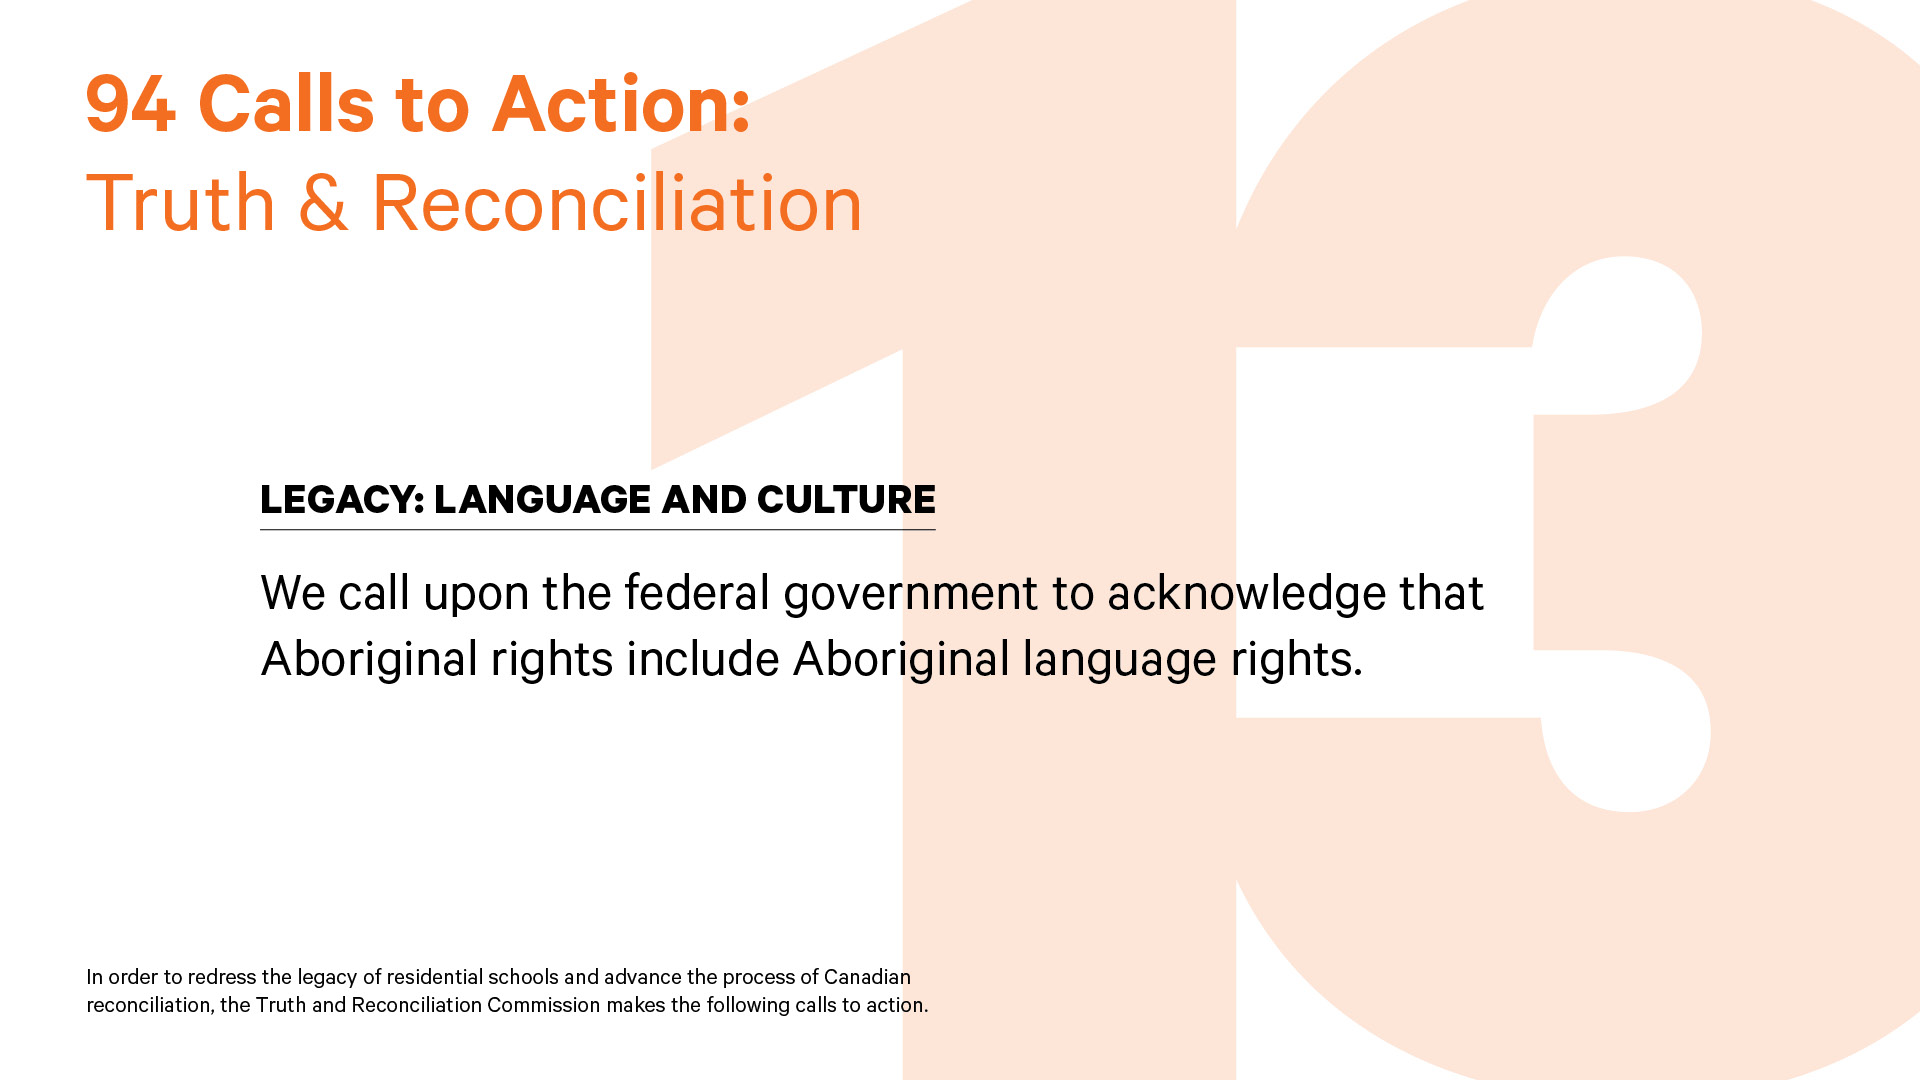 94 Calls to Action:
Truth & Reconciliation
13
LEGACY: LANGUAGE AND CULTURE
We call upon the federal government to acknowledge that
Aboriginal rights include Aboriginal language rights.
In order to redress the legacy of residential schools and advance the process of Canadian
reconciliation, the Truth and Reconciliation Commission makes the following calls to action.